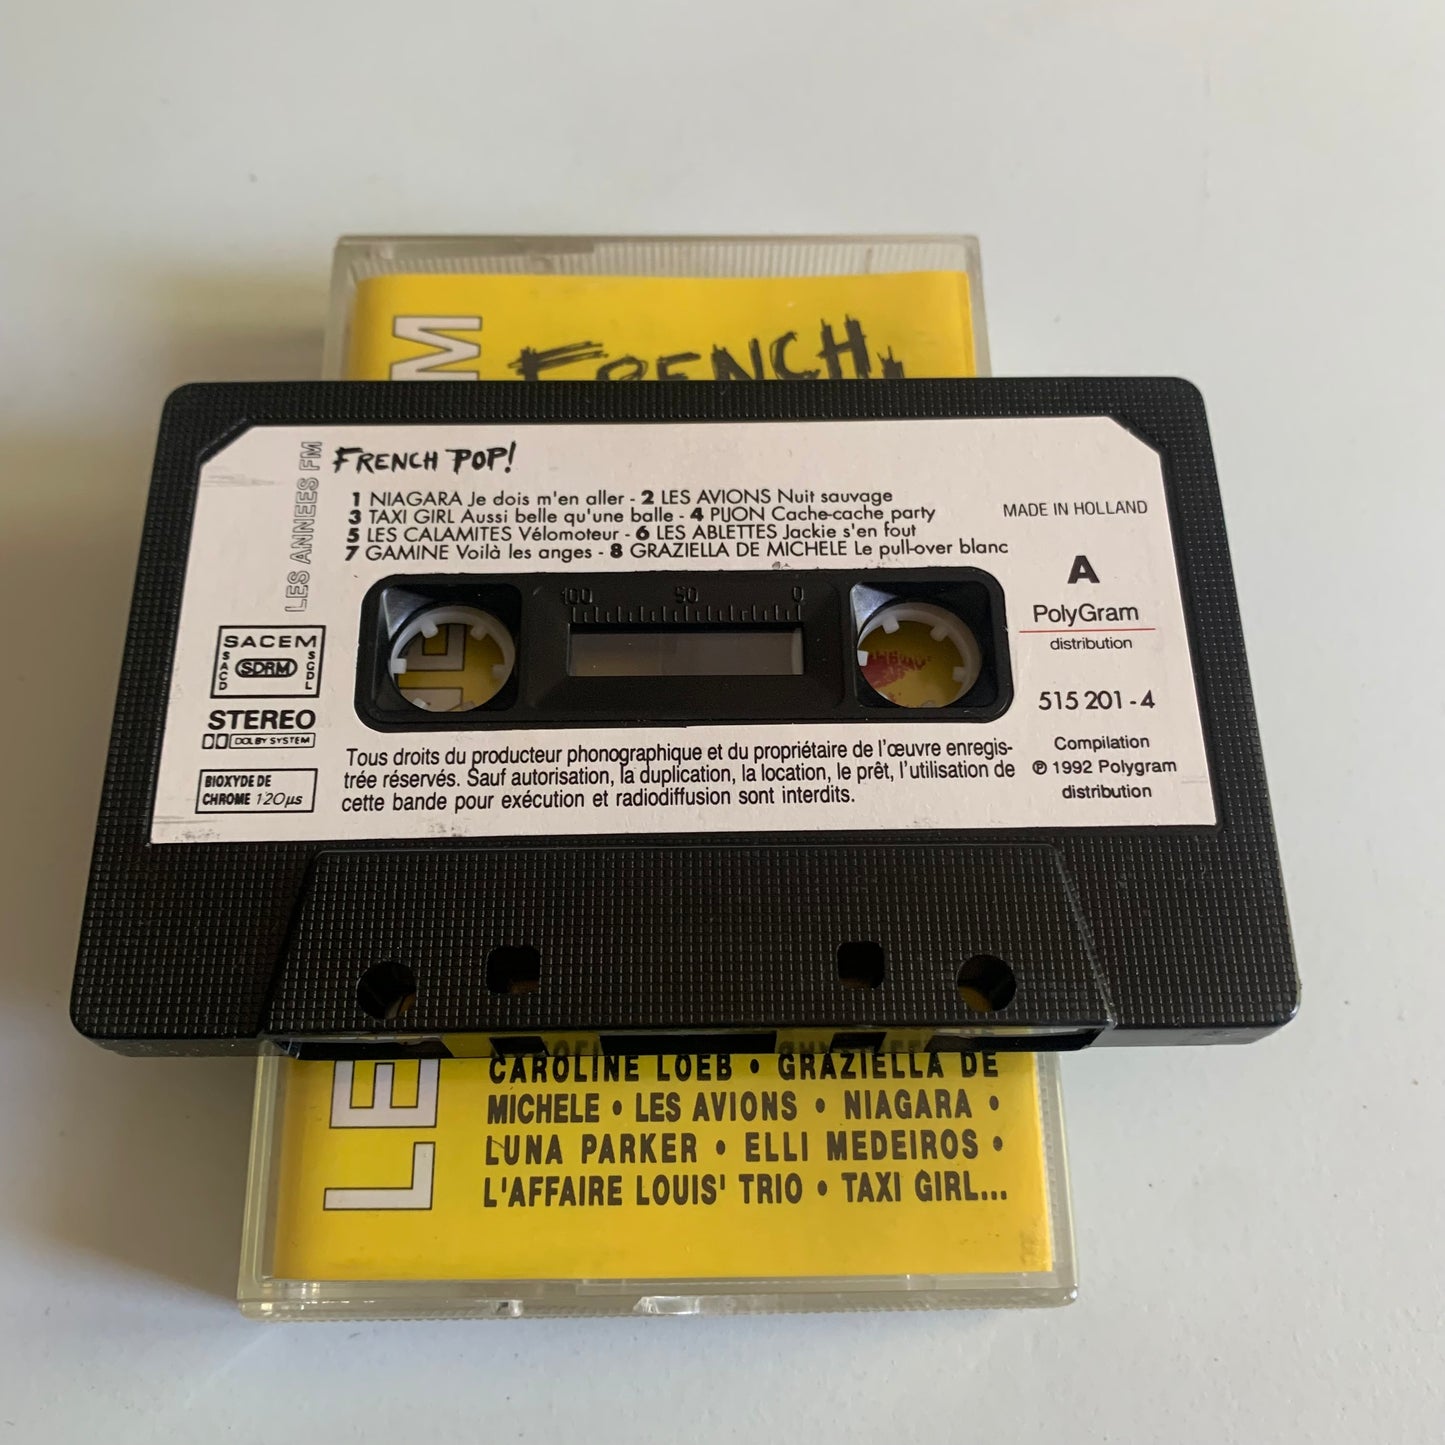 FRENCH
LES ANNEES FM
FRENCH POP!
1 NIAGARA Je dois m'en aller - 2 LES AVIONS Nuit sauvage
3 TAXI GIRL Aussi belle qu'une balle - 4 PIJON Cache-cache party
5 LES CALAMITES Vélomoteur - 6 LES ABLETTES Jackie s'en fout
7 GAMINE Voilà les anges - 8 GRAZIELLA DE MICHELE Le pull-over blanc
MADE IN HOLLAND
A
PolyGram
distribution
515 201 - 4
Compilation
℗ 1992 Polygram
distribution
SACEM
SACD
SDRM
SGDL
STEREO
DOLBY SYSTEM
BIOXYDE DE
CHROME 120µs
100 50 0
Tous droits du producteur phonographique et du propriétaire de l'œuvre enregis-
trée réservés. Sauf autorisation, la duplication, la location, le prêt, l'utilisation de
cette bande pour exécution et radiodiffusion sont interdits.
LE
M
CAROLINE LOEB • GRAZIELLA DE
MICHELE • LES AVIONS • NIAGARA •
LUNA PARKER • ELLI MEDEIROS •
L'AFFAIRE LOUIS' TRIO • TAXI GIRL...